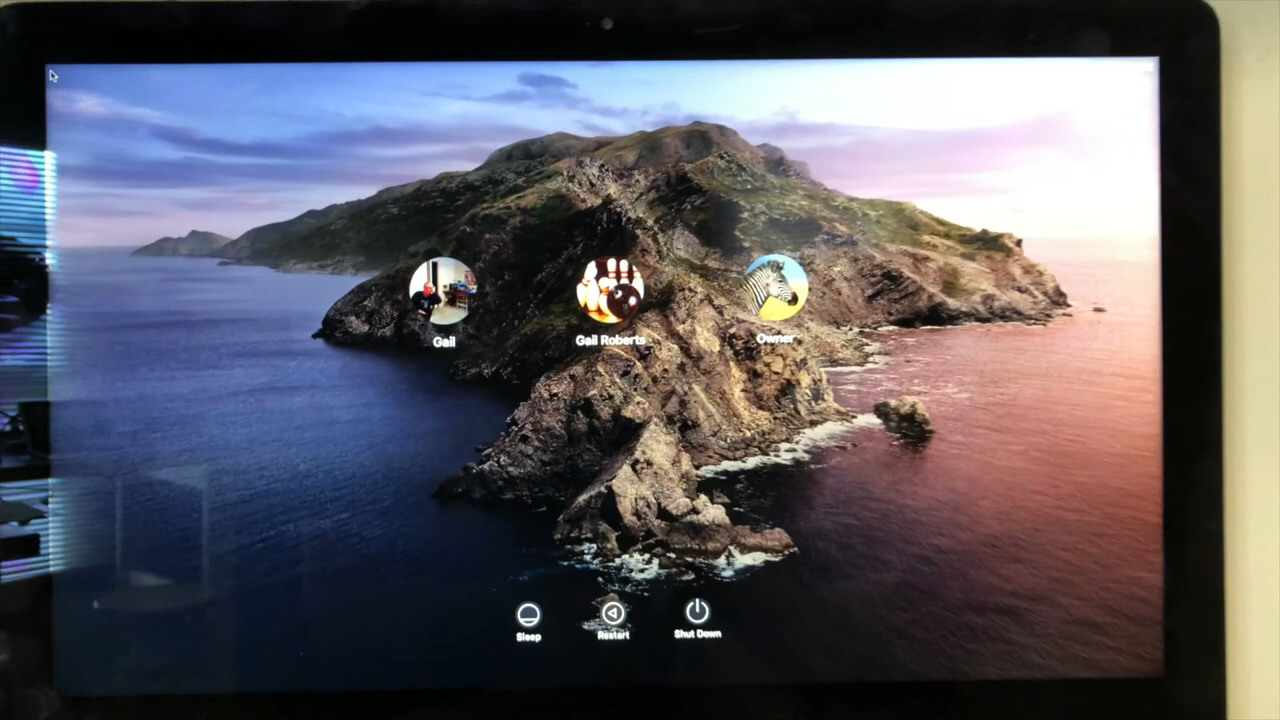 Gail
Gail Roberts
Owner
Sleep
Restart
Shut Down